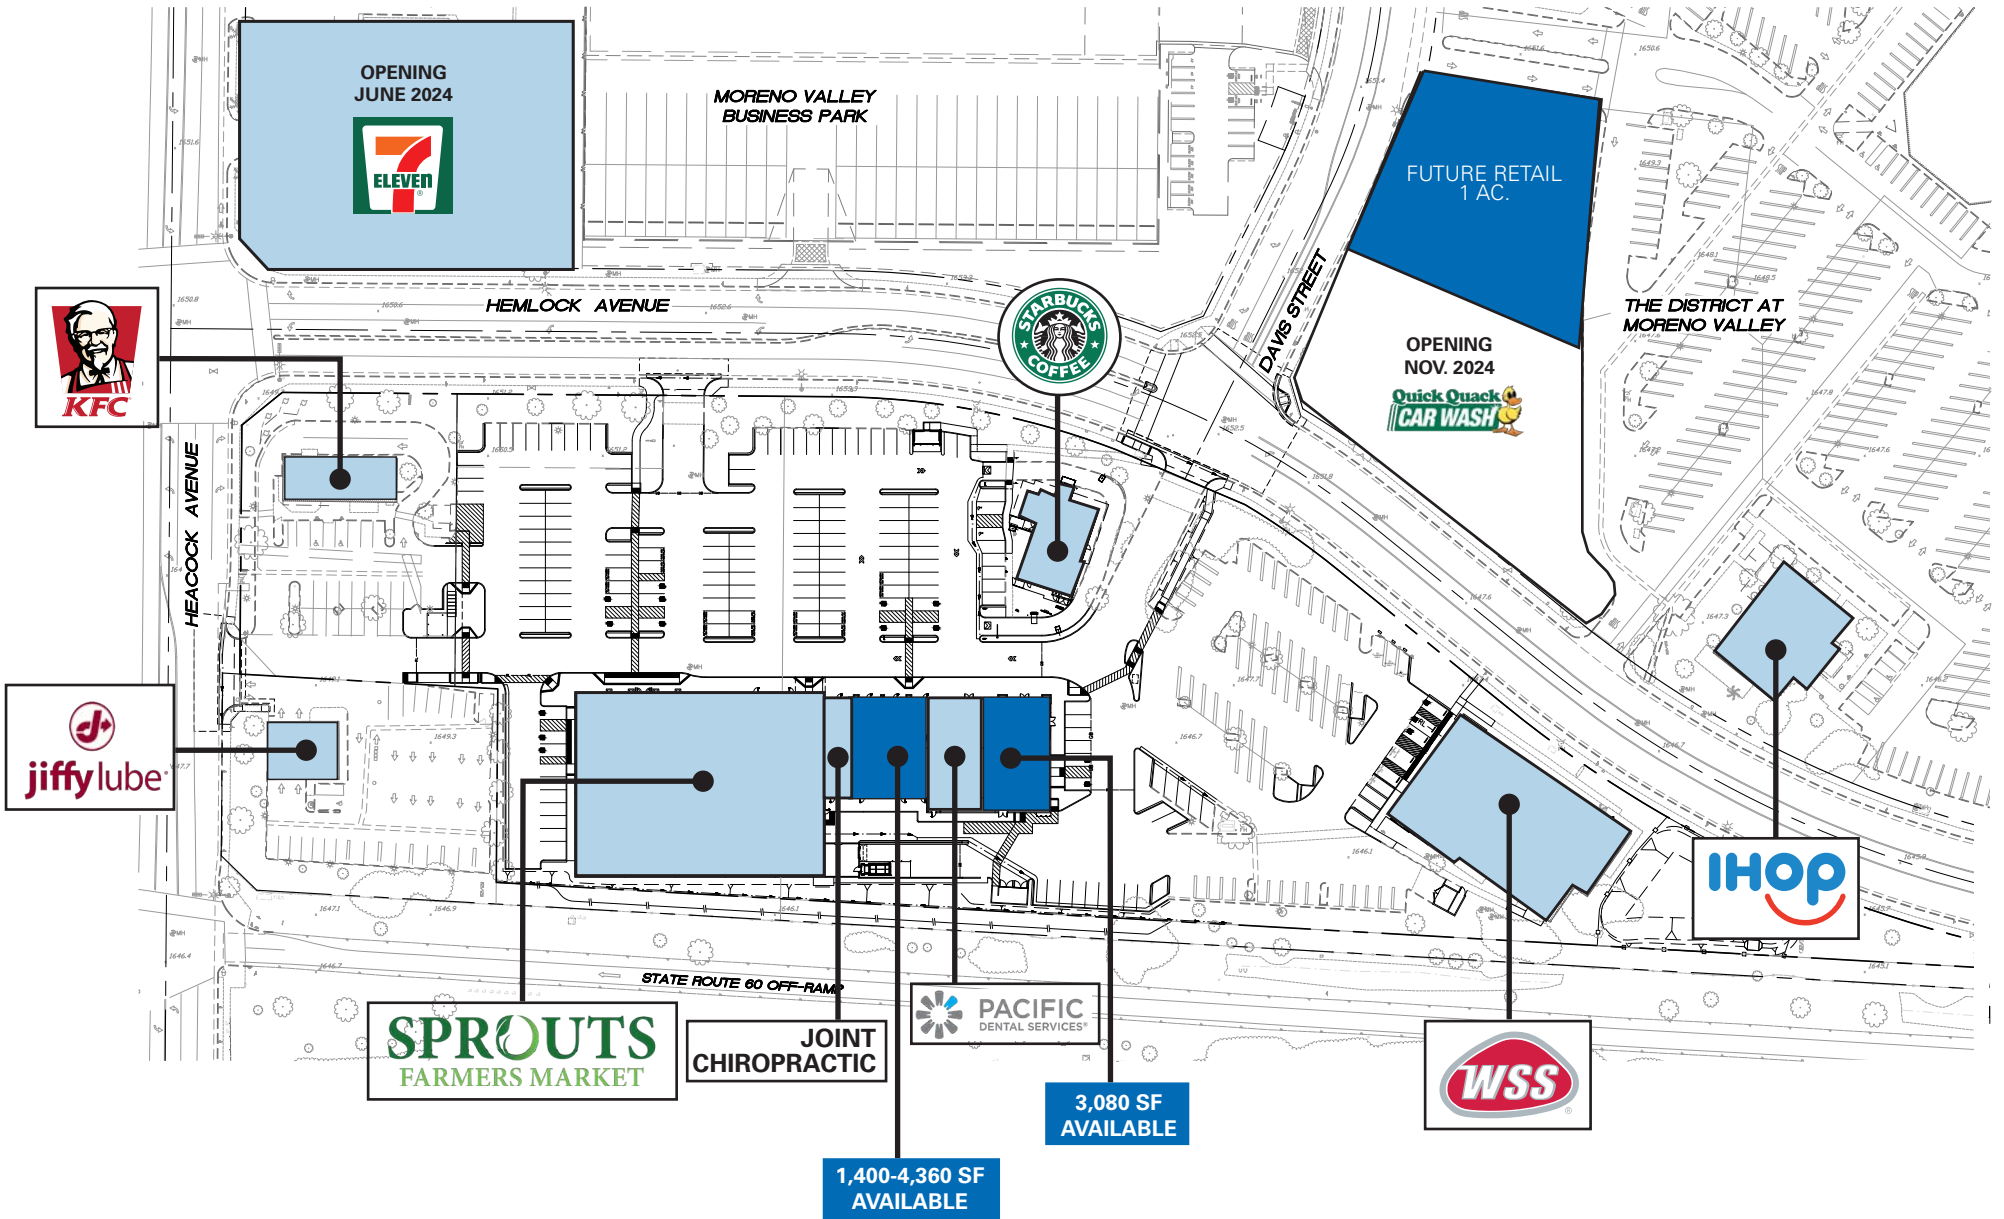 OPENING
JUNE 2024
7
ELEVEN
®
MORENO VALLEY
BUSINESS PARK
FUTURE RETAIL
1 AC.
HEMLOCK AVENUE
DAVIS STREET
THE DISTRICT AT
MORENO VALLEY
STARBUCKS
COFFEE
OPENING
NOV. 2024
Quick Quack
CAR WASH
KFC
HEACOCK AVENUE
jiffy lube
IHOP
STATE ROUTE 60 OFF-RAMP
SPROUTS
FARMERS MARKET
JOINT
CHIROPRACTIC
PACIFIC
DENTAL SERVICES®
WSS
®
3,080 SF
AVAILABLE
1,400-4,360 SF
AVAILABLE